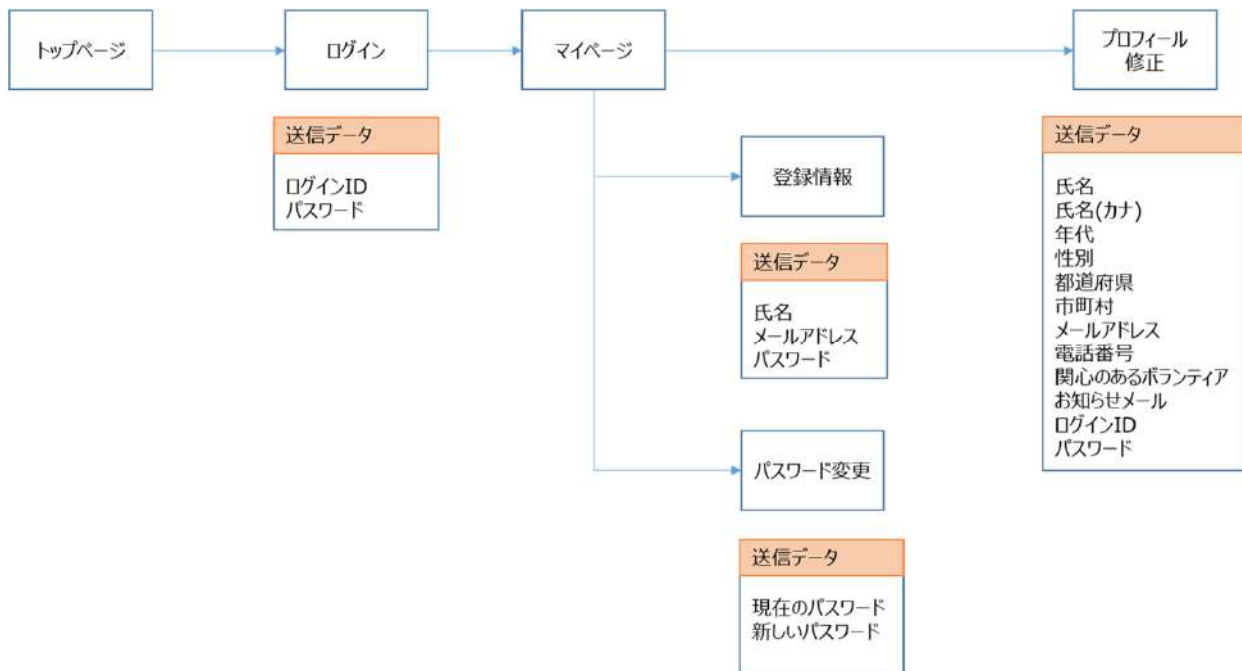 トップページ
ログイン
マイページ
プロフィール
修正
送信データ
ログインID
パスワード
登録情報
送信データ
氏名
メールアドレス
パスワード
パスワード変更
送信データ
現在のパスワード
新しいパスワード
送信データ
氏名
氏名(カナ)
年代
性別
都道府県
市町村
メールアドレス
電話番号
関心のあるボランティア
お知らせメール
ログインID
パスワード